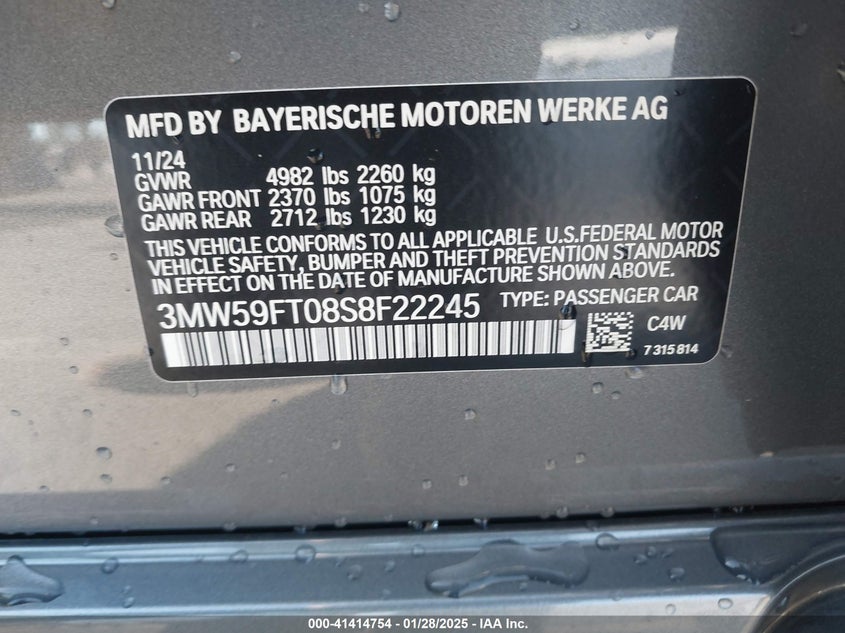 MFD BY BAYERISCHE MOTOREN WERKE AG
11/24
GVWR 4982 lbs 2260 kg
GAWR FRONT 2370 lbs 1075 kg
GAWR REAR 2712 lbs 1230 kg
THIS VEHICLE CONFORMS TO ALL APPLICABLE U.S.FEDERAL MOTOR
VEHICLE SAFETY, BUMPER AND THEFT PREVENTION STANDARDS
IN EFFECT ON THE DATE OF MANUFACTURE SHOWN ABOVE.
3MW59FT08S8F22245 TYPE: PASSENGER CAR
C4W
7 315 814
000-41414754 - 01/28/2025 - IAA Inc.